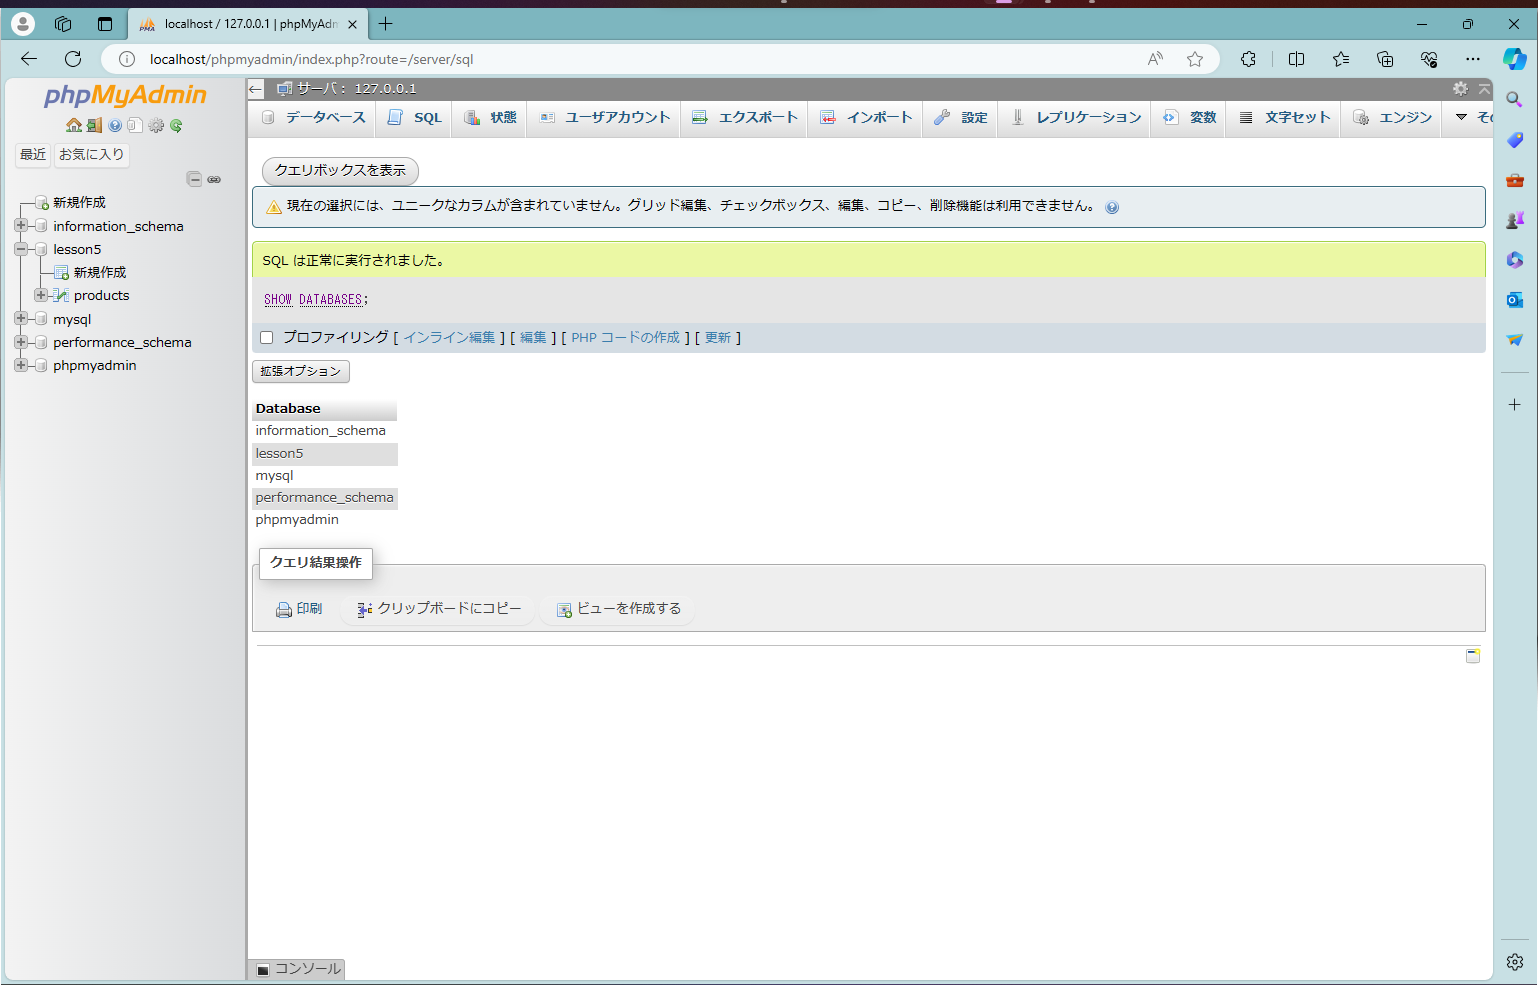 localhost / 127.0.0.1 | phpMyAdm
localhost/phpmyadmin/index.php?route=/server/sql
phpMyAdmin
最近 お気に入り
新規作成
information_schema
lesson5
新規作成
products
mysql
performance_schema
phpmyadmin
サーバ: 127.0.0.1
データベース SQL 状態 ユーザアカウント エクスポート インポート 設定 レプリケーション 変数 文字セット エンジン そ
クエリボックスを表示
現在の選択には、ユニークなカラムが含まれていません。グリッド編集、チェックボックス、編集、コピー、削除機能は利用できません。
SQL は正常に実行されました。
SHOW DATABASES;
プロファイリング [ インライン編集 ] [ 編集 ] [ PHP コードの作成 ] [ 更新 ]
拡張オプション
Database
information_schema
lesson5
mysql
performance_schema
phpmyadmin
クエリ結果操作
印刷 クリップボードにコピー ビューを作成する
コンソール